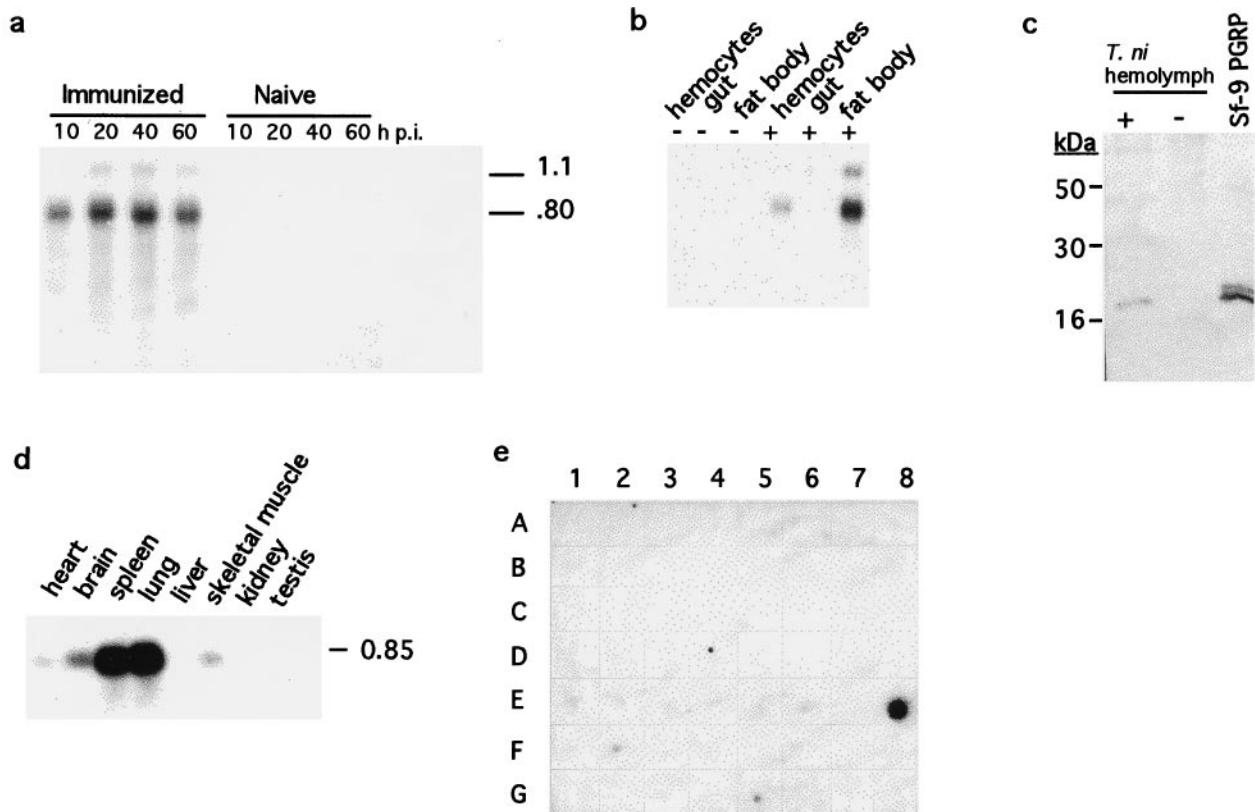 a
Immunized Naive
10 20 40 60 10 20 40 60 h p.i.
1.1
.80
b
hemocytes gut fat body hemocytes gut fat body
- - - + + +
c
T. ni
hemolymph
Sf-9 PGRP
+ -
kDa
50
30
16
d
heart brain spleen lung liver skeletal muscle kidney testis
0.85
e
1 2 3 4 5 6 7 8
A
B
C
D
E
F
G